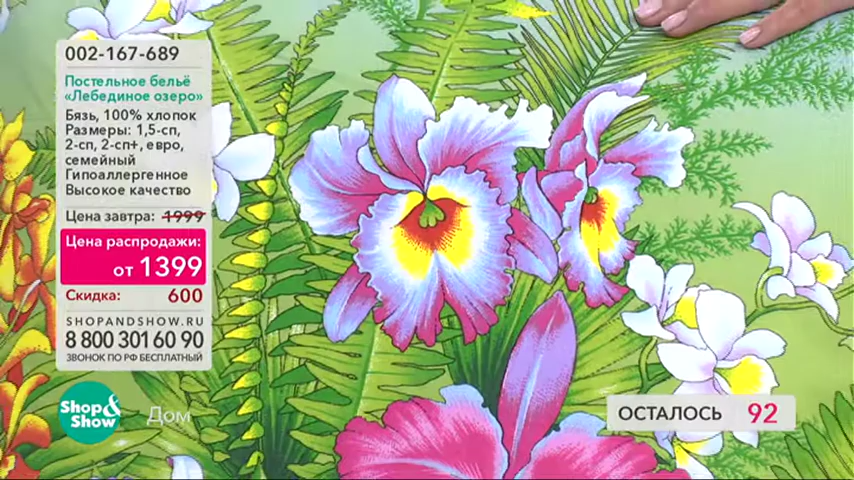 002-167-689
Постельное бельё
«Лебединое озеро»
Бязь, 100% хлопок
Размеры: 1,5-сп,
2-сп, 2-сп+, евро,
семейный
Гипоаллергенное
Высокое качество
Цена завтра: 1999
Цена распродажи:
от 1399
Скидка: 600
SHOPANDSHOW.RU
8 800 301 60 90
ЗВОНОК ПО РФ БЕСПЛАТНЫЙ
Shop&
Show
Дом
ОСТАЛОСЬ 92